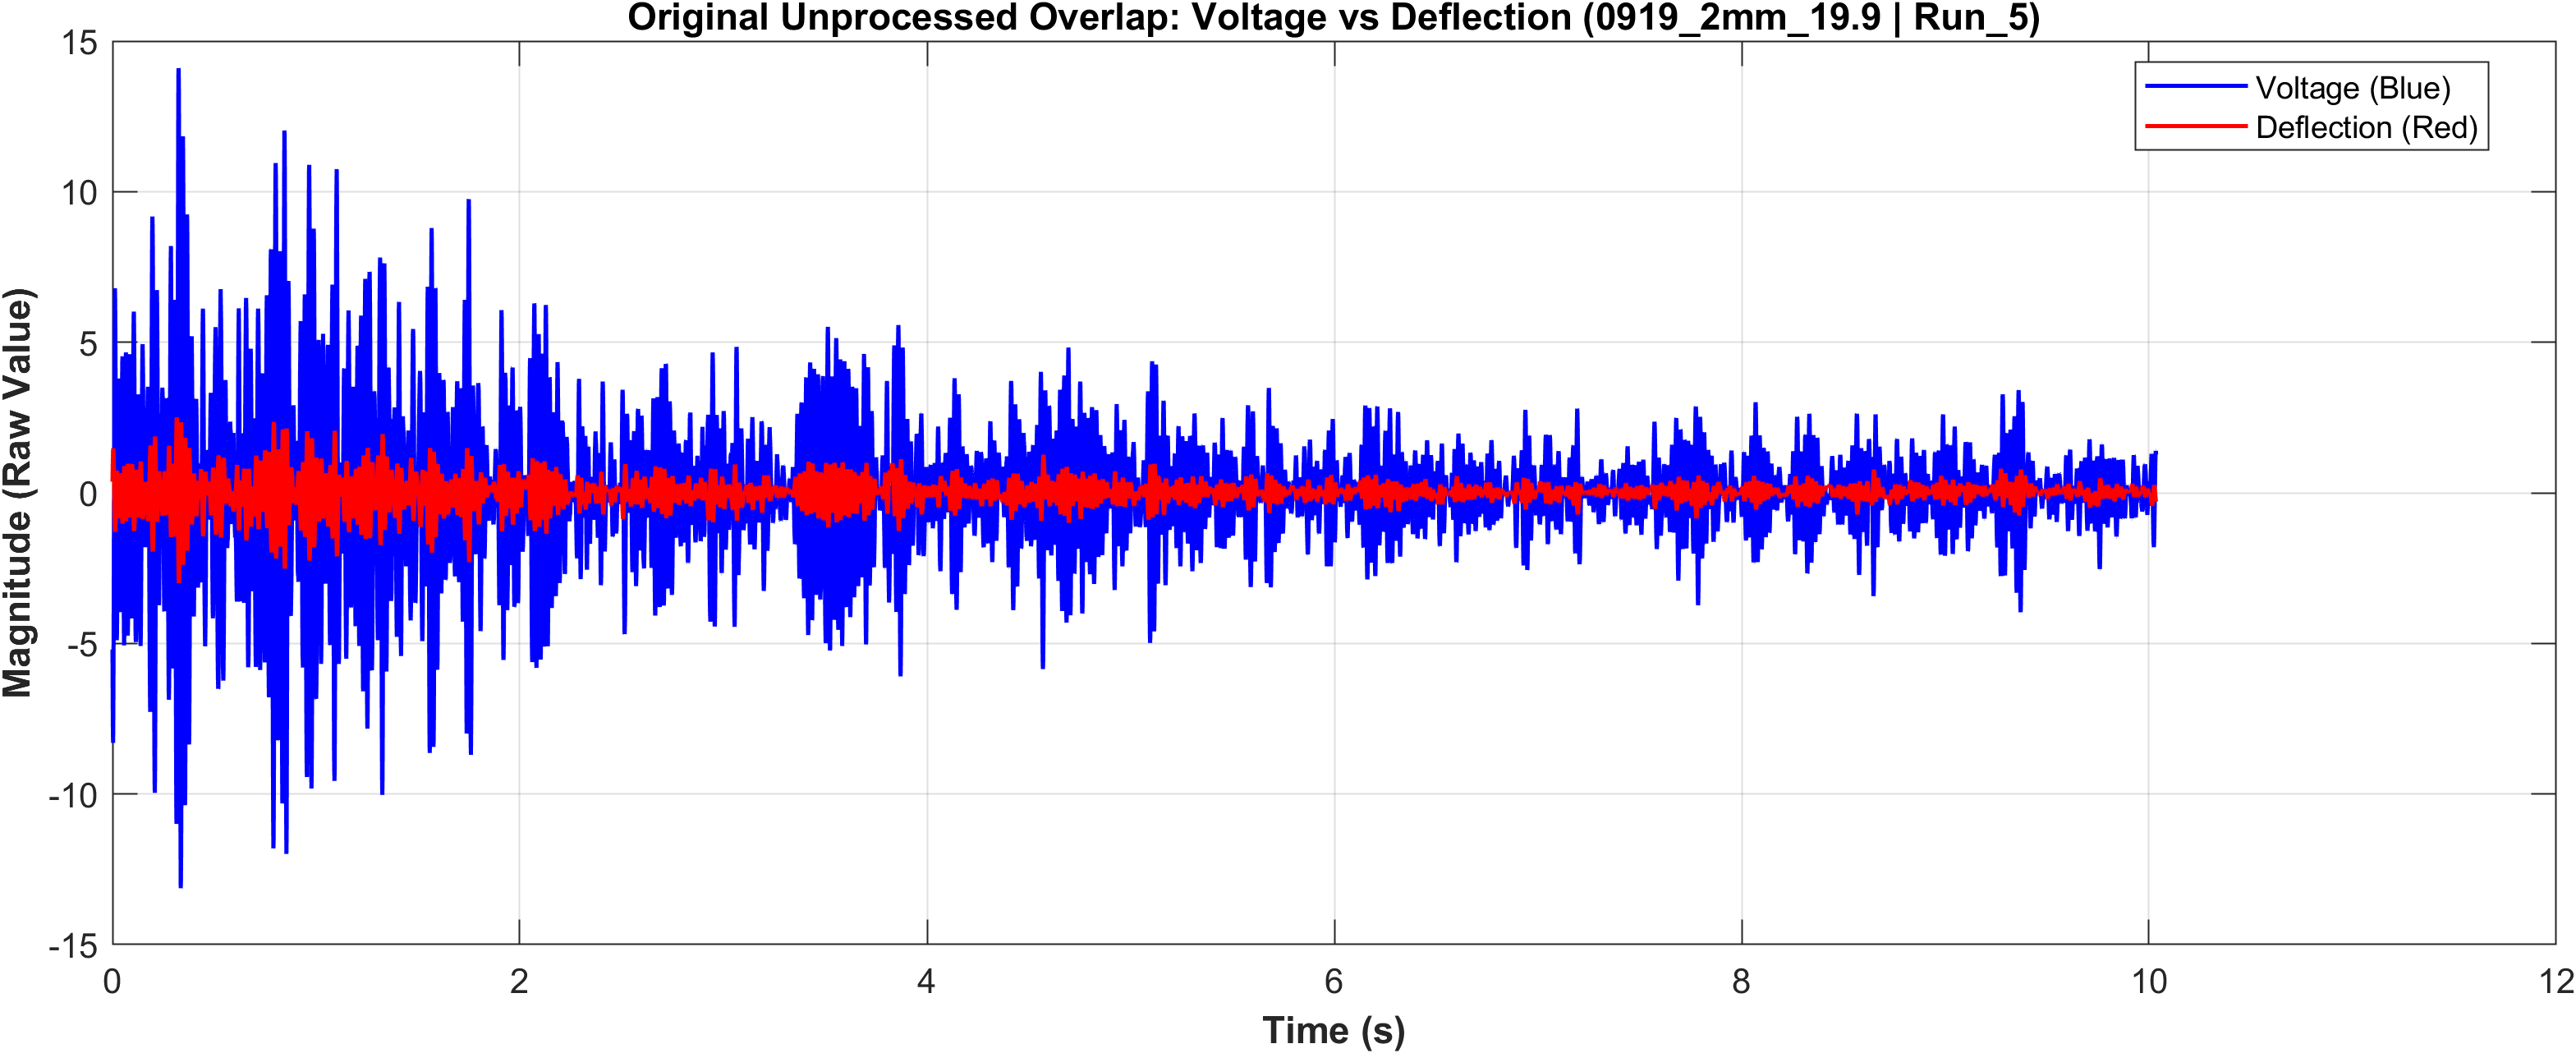 Original Unprocessed Overlap: Voltage vs Deflection (0919_2mm_19.9 | Run_5)
Voltage (Blue)
Deflection (Red)
Magnitude (Raw Value)
15
10
5
0
-5
-10
-15
0 2 4 6 8 10 12
Time (s)